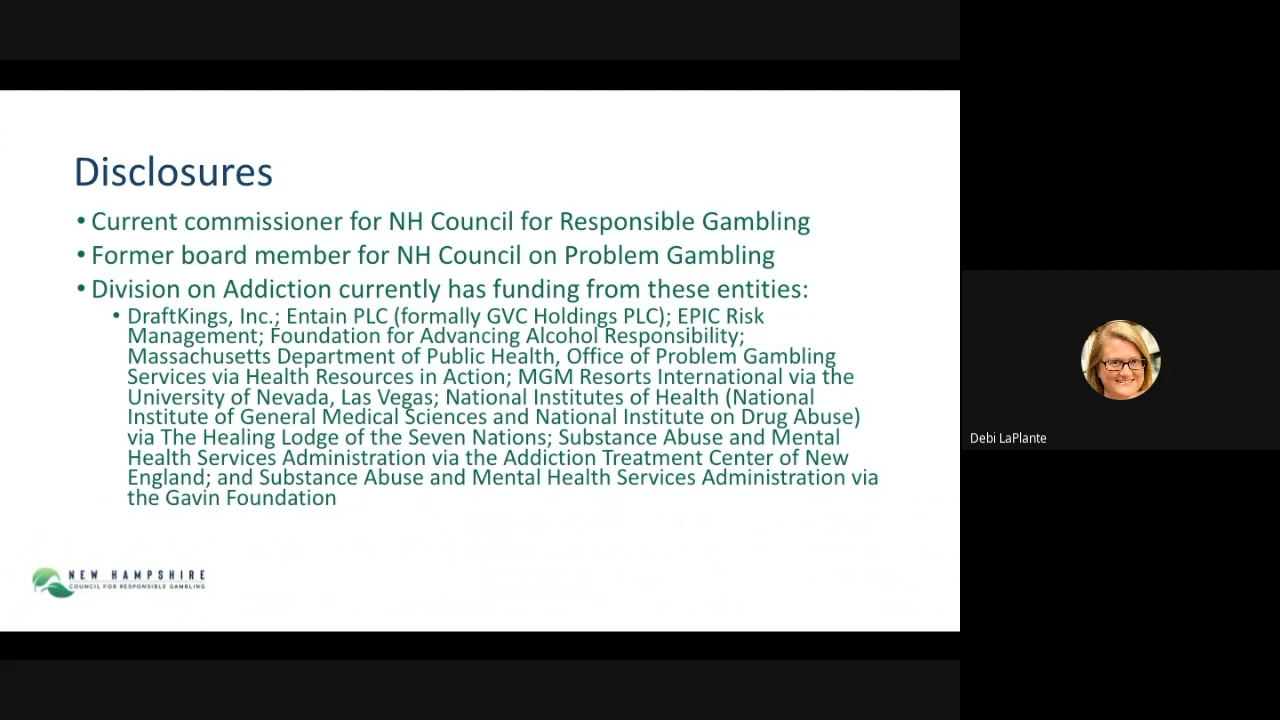 Disclosures
• Current commissioner for NH Council for Responsible Gambling
• Former board member for NH Council on Problem Gambling
• Division on Addiction currently has funding from these entities:
• DraftKings, Inc.; Entain PLC (formally GVC Holdings PLC); EPIC Risk
Management; Foundation for Advancing Alcohol Responsibility;
Massachusetts Department of Public Health, Office of Problem Gambling
Services via Health Resources in Action; MGM Resorts International via the
University of Nevada, Las Vegas; National Institutes of Health (National
Institute of General Medical Sciences and National Institute on Drug Abuse)
via The Healing Lodge of the Seven Nations; Substance Abuse and Mental
Health Services Administration via the Addiction Treatment Center of New
England; and Substance Abuse and Mental Health Services Administration via
the Gavin Foundation
NEW HAMPSHIRE
COUNCIL FOR RESPONSIBLE GAMBLING
Debi LaPlante